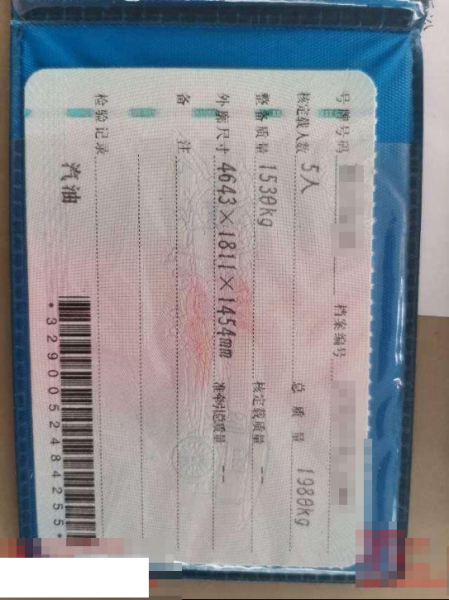 号牌号码 档案编号
核定载人数 5人 总质量 1980kg
整备质量 1530kg 核定载质量 --
外廓尺寸 4643×1811×1454mm 准牵引总质量 --
备注
检验记录
汽油
*3290052484255*